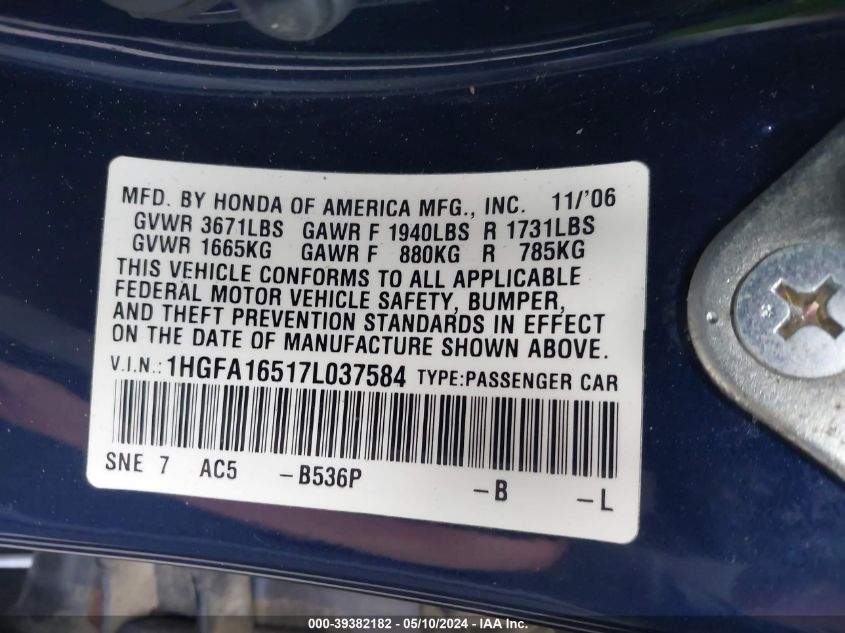 MFD. BY HONDA OF AMERICA MFG., INC. 11/'06
GVWR 3671LBS GAWR F 1940LBS R 1731LBS
GVWR 1665KG GAWR F 880KG R 785KG
THIS VEHICLE CONFORMS TO ALL APPLICABLE
FEDERAL MOTOR VEHICLE SAFETY, BUMPER,
AND THEFT PREVENTION STANDARDS IN EFFECT
ON THE DATE OF MANUFACTURE SHOWN ABOVE.
V.I.N.: 1HGFA16517L037584 TYPE:PASSENGER CAR
SNE 7 AC5 -B536P -B -L
000-39382182 - 05/10/2024 - IAA Inc.